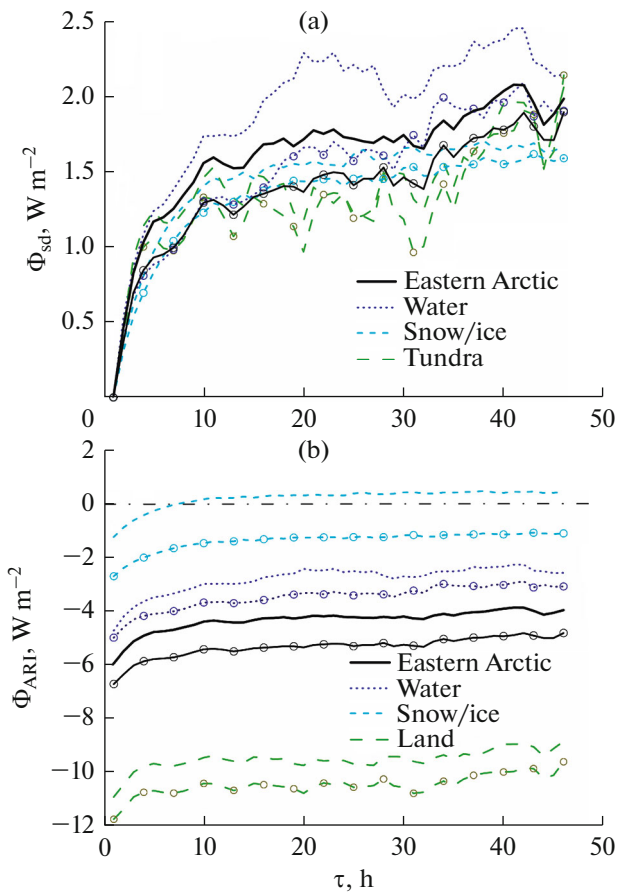 (a)
2.5
2.0
1.5
1.0
0.5
0 10 20 30 40 50
Φsd, W m−2
Eastern Arctic
Water
Snow/ice
Tundra
(b)
2
0
−2
−4
−6
−8
−10
−12
0 10 20 30 40 50
ΦARI, W m−2
Eastern Arctic
Water
Snow/ice
Land
τ, h